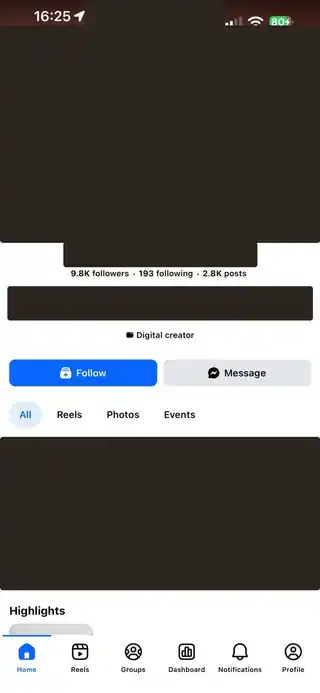 16:25
80
9.8K followers · 193 following · 2.8K posts
Digital creator
Follow
Message
All
Reels
Photos
Events
Highlights
Home
Reels
Groups
Dashboard
Notifications
Profile